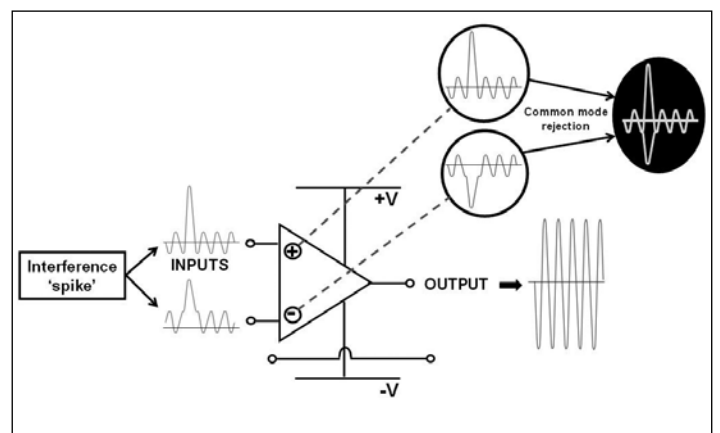 Common mode
rejection
+V
Interference
‘spike’
INPUTS
+
-
OUTPUT
-V